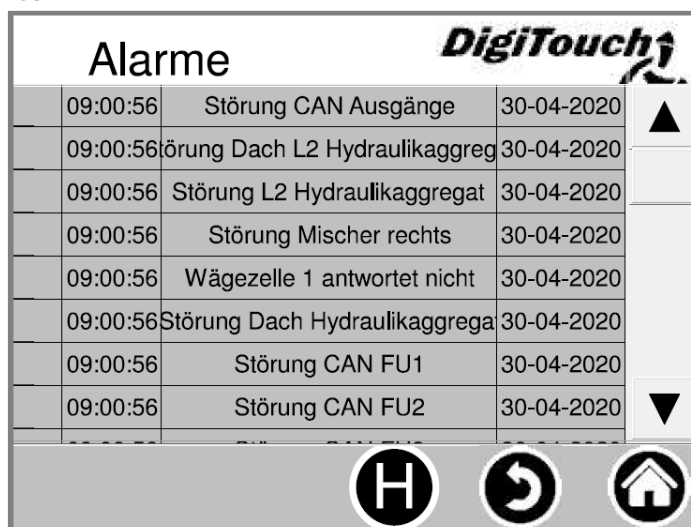 Alarme
DigiTouch
09:00:56 Störung CAN Ausgänge 30-04-2020
09:00:56 törung Dach L2 Hydraulikaggreg 30-04-2020
09:00:56 Störung L2 Hydraulikaggregat 30-04-2020
09:00:56 Störung Mischer rechts 30-04-2020
09:00:56 Wägezelle 1 antwortet nicht 30-04-2020
09:00:56 Störung Dach Hydraulikaggrega 30-04-2020
09:00:56 Störung CAN FU1 30-04-2020
09:00:56 Störung CAN FU2 30-04-2020
H